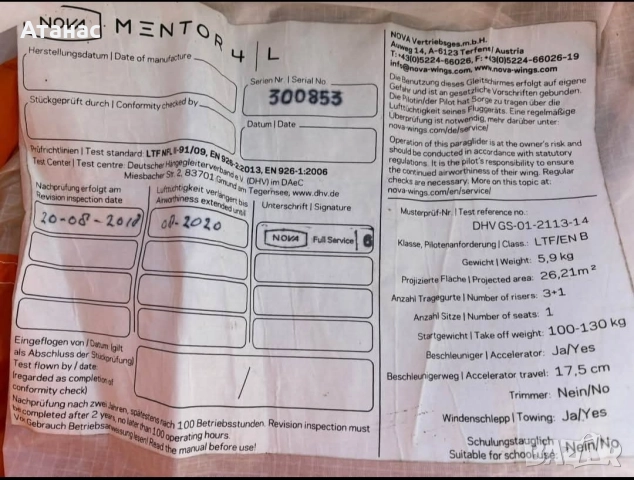 Атанас
NOVA MENTOR 4 | L
Herstellungsdatum | Date of manufacture
Serien Nr. | Serial No.
300853
Stückgeprüft durch | Conformity checked by
Datum | Date
Prüfrichtlinien | Test standard: LTF NFL II-91/09, EN 926-2:2013, EN 926-1:2006
Test Center | Test centre: Deutscher Hängegleiterverband e.V. (DHV) im DAeC
Miesbacher Str. 2, 83701 Gmund am Tegernsee, www.dhv.de
Nachprüfung erfolgt am
Revision inspection date
Lufttüchtigkeit verlängert bis
Airworthiness extended until
Unterschrift | Signature
20-08-2018
08-2020
NOVA Full Service 6
Eingeflogen von / Datum (gilt
als Abschluss der Stückprüfung)
Test flown by / date
(regarded as completion of
conformity check)
/
Nachprüfung nach zwei Jahren, spätestens nach 100 Betriebsstunden. Revision inspection must
be completed after 2 years, no later than 100 operating hours.
Vor Gebrauch Betriebsanweisung lesen! Read the manual before use!
NOVA Vertriebsges.m.b.H.
Auweg 14, A-6123 Terfens/Austria
T: +43(0)5224-66026, F: +43(0)5224-66026-19
info@nova-wings.com, www.nova-wings.com
Die Benutzung dieses Gleitschirmes erfolgt auf eigene
Gefahr und ist an gesetzliche Vorschriften gebunden.
Die Pilotin/der Pilot hat Sorge zu tragen über die
Lufttüchtigkeit seines Fluggeräts. Eine regelmäßige
Überprüfung ist notwendig, mehr darüber unter:
nova-wings.com/de/service/
Operation of this paraglider is at the owner's risk and
should be conducted in accordance with statutory
regulations. It is the pilot's responsibility to ensure
the continued airworthiness of their wing. Regular
checks are necessary. More on this topic at:
nova-wings.com/en/service/
Musterprüf-Nr. | Test reference no.:
DHV GS-01-2113-14
Klasse, Pilotenanforderung | Class.: LTF/EN B
Gewicht | Weight: 5,9 kg
Projizierte Fläche | Projected area: 26,21m²
Anzahl Tragegurte | Number of risers: 3+1
Anzahl Sitze | Number of seats: 1
Startgewicht | Take off weight: 100-130 kg
Beschleuniger | Accelerator: Ja/Yes
Beschleunigerweg | Accelerator travel: 17,5 cm
Trimmer: Nein/No
Windenschlepp | Towing: Ja/Yes
Schulungstauglich
Suitable for school use: Nein/No